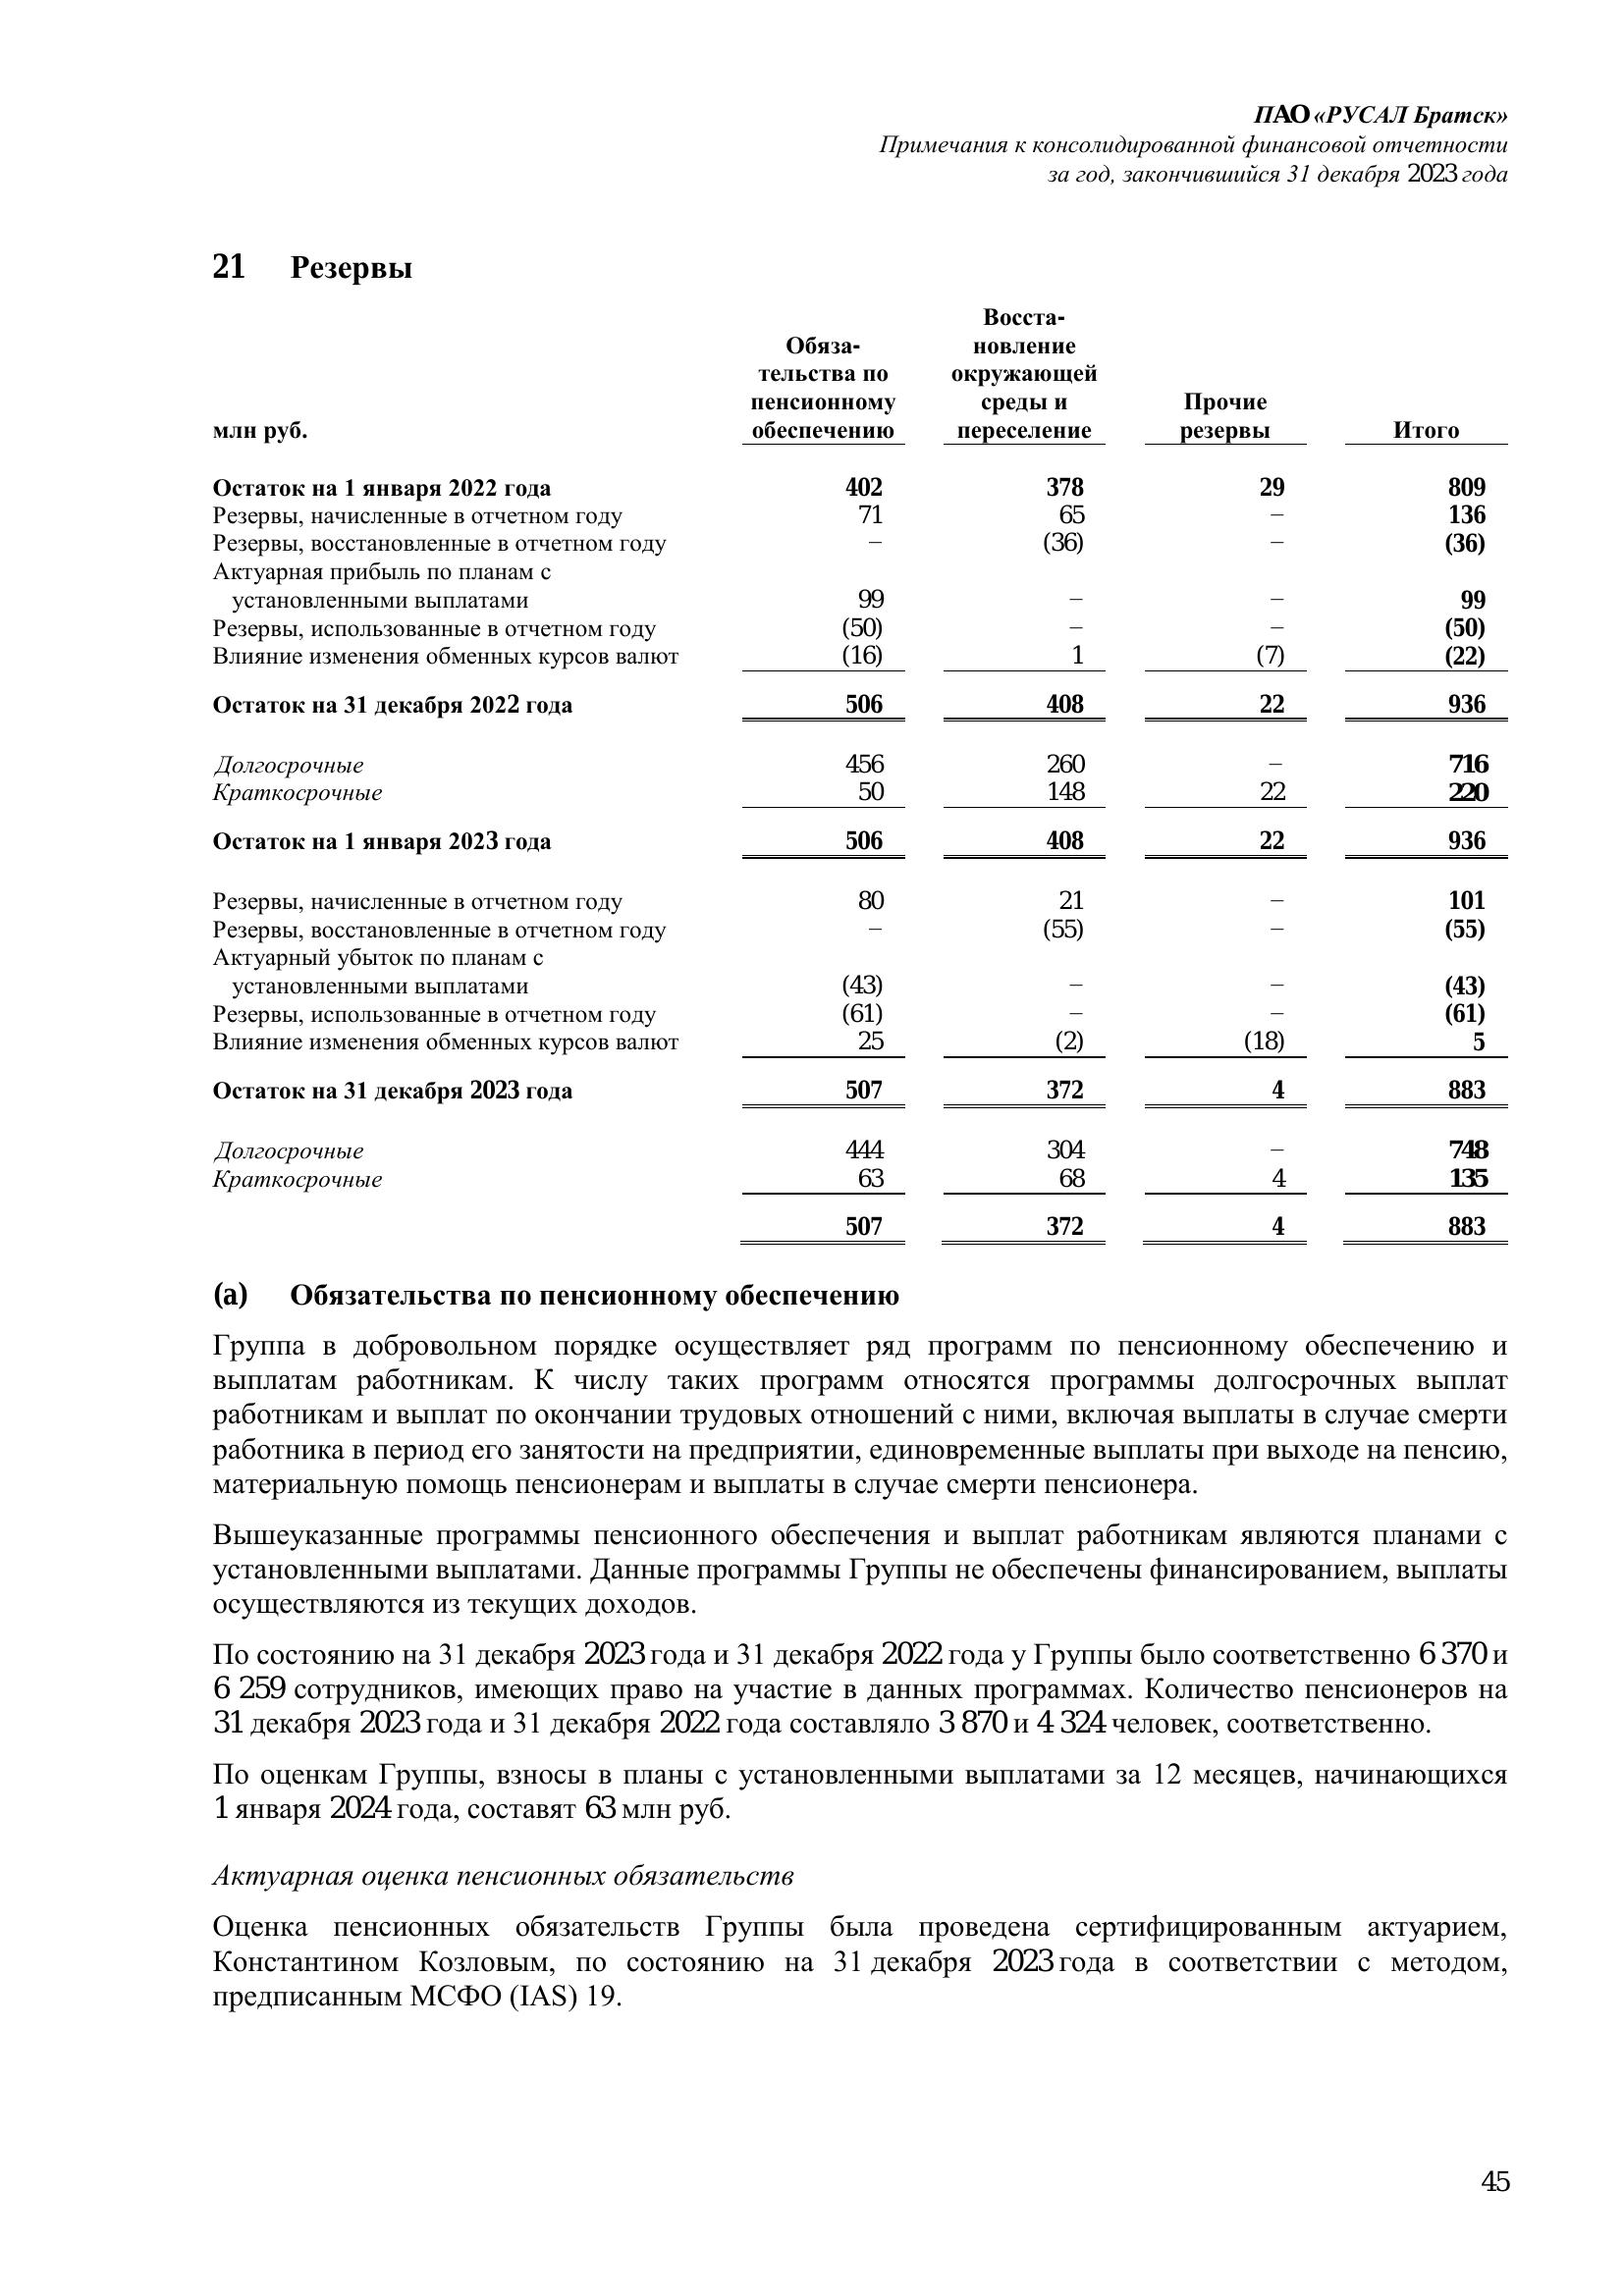 ПАО «РУСАЛ Братск»
Примечания к консолидированной финансовой отчетности
за год, закончившийся 31 декабря 2023 года
21 Резервы
млн руб.
Обяза-
тельства по
пенсионному
обеспечению
Восста-
новление
окружающей
среды и
переселение
Прочие
резервы
Итого
Остаток на 1 января 2022 года 402 378 29 809
Резервы, начисленные в отчетном году 71 65 – 136
Резервы, восстановленные в отчетном году – (36) – (36)
Актуарная прибыль по планам с
установленными выплатами 99 – – 99
Резервы, использованные в отчетном году (50) – – (50)
Влияние изменения обменных курсов валют (16) 1 (7) (22)
Остаток на 31 декабря 2022 года 506 408 22 936
Долгосрочные 456 260 – 716
Краткосрочные 50 148 22 220
Остаток на 1 января 2023 года 506 408 22 936
Резервы, начисленные в отчетном году 80 21 – 101
Резервы, восстановленные в отчетном году – (55) – (55)
Актуарный убыток по планам с
установленными выплатами (43) – – (43)
Резервы, использованные в отчетном году (61) – – (61)
Влияние изменения обменных курсов валют 25 (2) (18) 5
Остаток на 31 декабря 2023 года 507 372 4 883
Долгосрочные 444 304 – 748
Краткосрочные 63 68 4 135
507 372 4 883
(a) Обязательства по пенсионному обеспечению
Группа в добровольном порядке осуществляет ряд программ по пенсионному обеспечению и
выплатам работникам. К числу таких программ относятся программы долгосрочных выплат
работникам и выплат по окончании трудовых отношений с ними, включая выплаты в случае смерти
работника в период его занятости на предприятии, единовременные выплаты при выходе на пенсию,
материальную помощь пенсионерам и выплаты в случае смерти пенсионера.
Вышеуказанные программы пенсионного обеспечения и выплат работникам являются планами с
установленными выплатами. Данные программы Группы не обеспечены финансированием, выплаты
осуществляются из текущих доходов.
По состоянию на 31 декабря 2023 года и 31 декабря 2022 года у Группы было соответственно 6 370 и
6 259 сотрудников, имеющих право на участие в данных программах. Количество пенсионеров на
31 декабря 2023 года и 31 декабря 2022 года составляло 3 870 и 4 324 человек, соответственно.
По оценкам Группы, взносы в планы с установленными выплатами за 12 месяцев, начинающихся
1 января 2024 года, составят 63 млн руб.
Актуарная оценка пенсионных обязательств
Оценка пенсионных обязательств Группы была проведена сертифицированным актуарием,
Константином Козловым, по состоянию на 31 декабря 2023 года в соответствии с методом,
предписанным МСФО (IAS) 19.
45